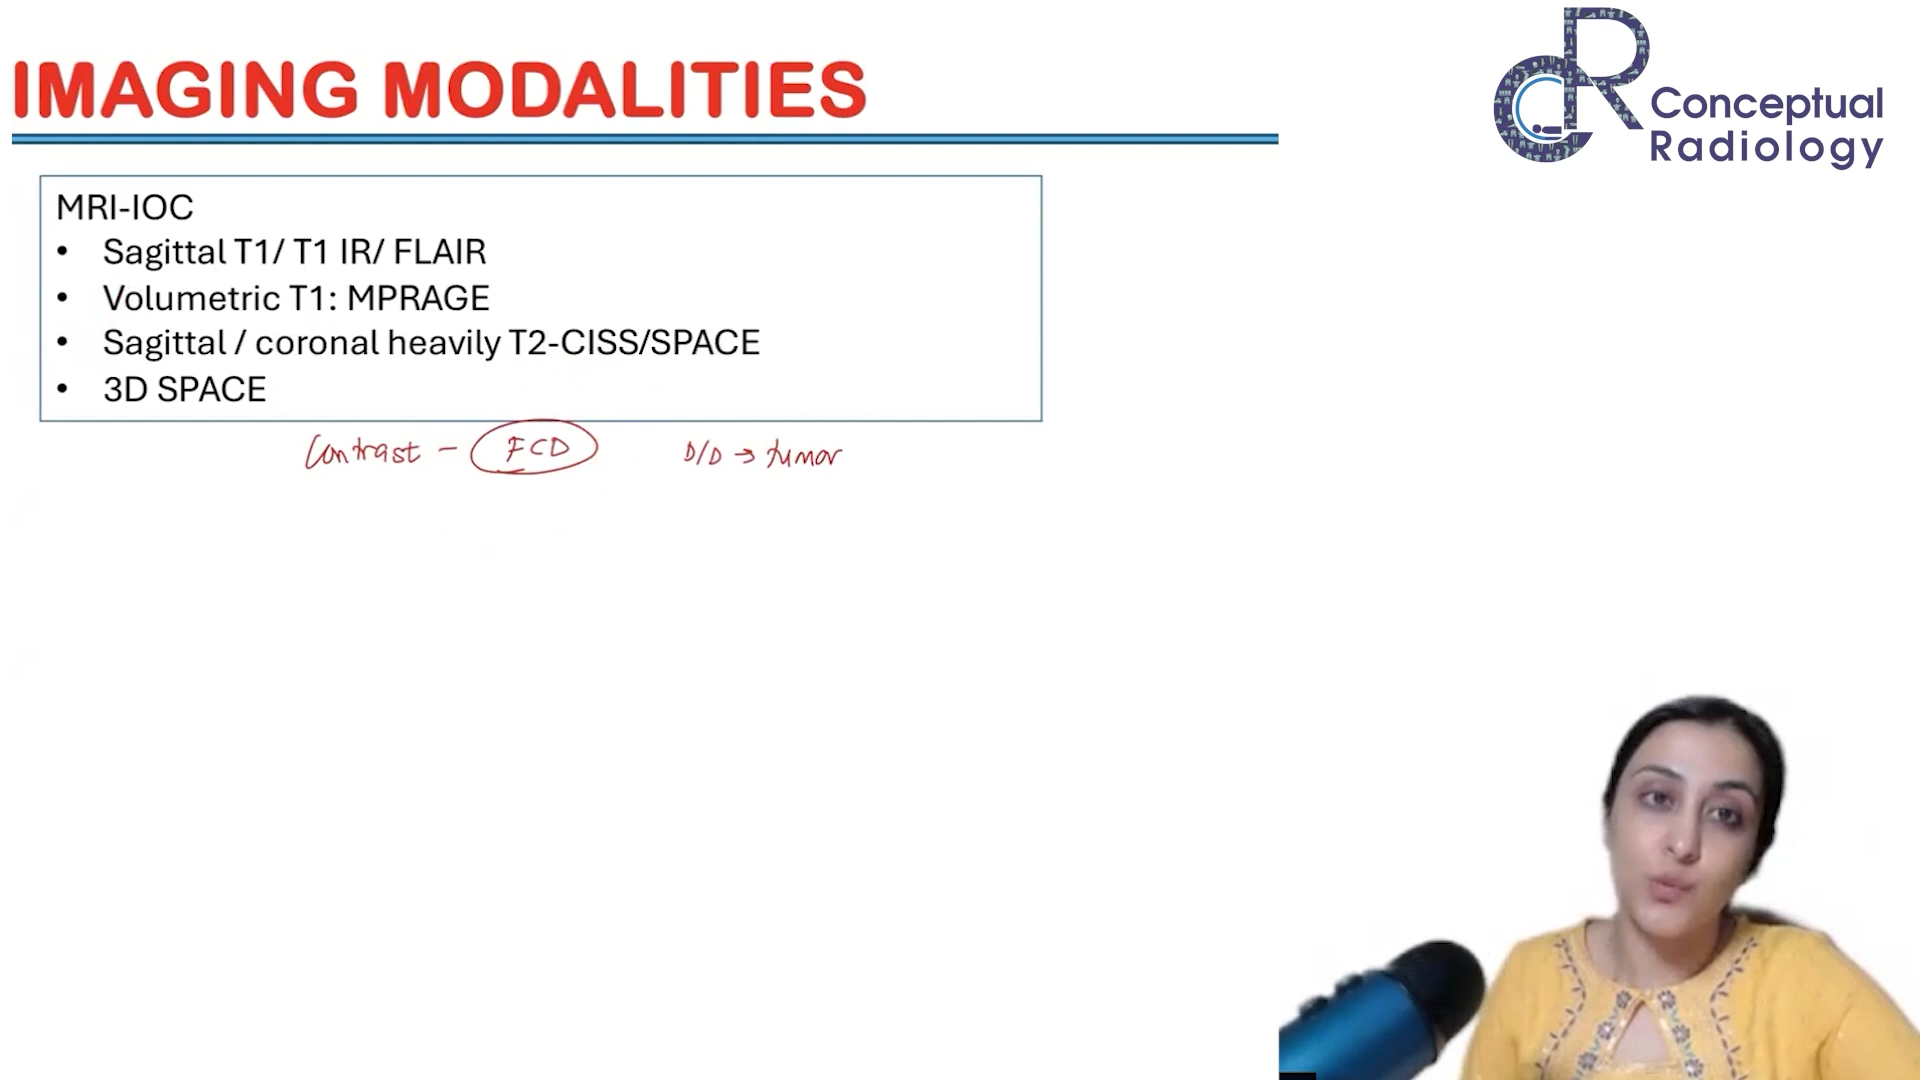 IMAGING MODALITIES
Conceptual
Radiology
MRI-IOC
• Sagittal T1/ T1 IR/ FLAIR
• Volumetric T1: MPRAGE
• Sagittal / coronal heavily T2-CISS/SPACE
• 3D SPACE
Contrast - FCD D/D → tumor